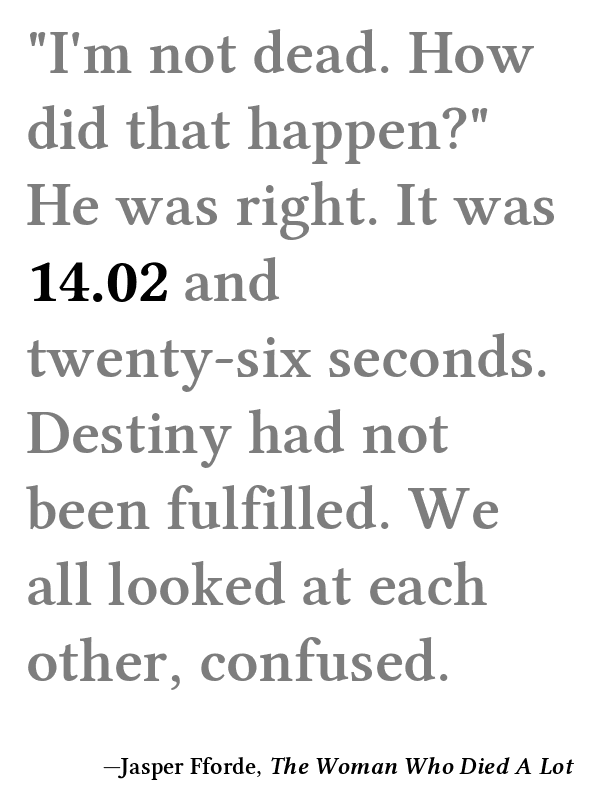 "I'm not dead. How
did that happen?"
He was right. It was
14.02 and
twenty-six seconds.
Destiny had not
been fulfilled. We
all looked at each
other, confused.
—Jasper Fforde, The Woman Who Died A Lot